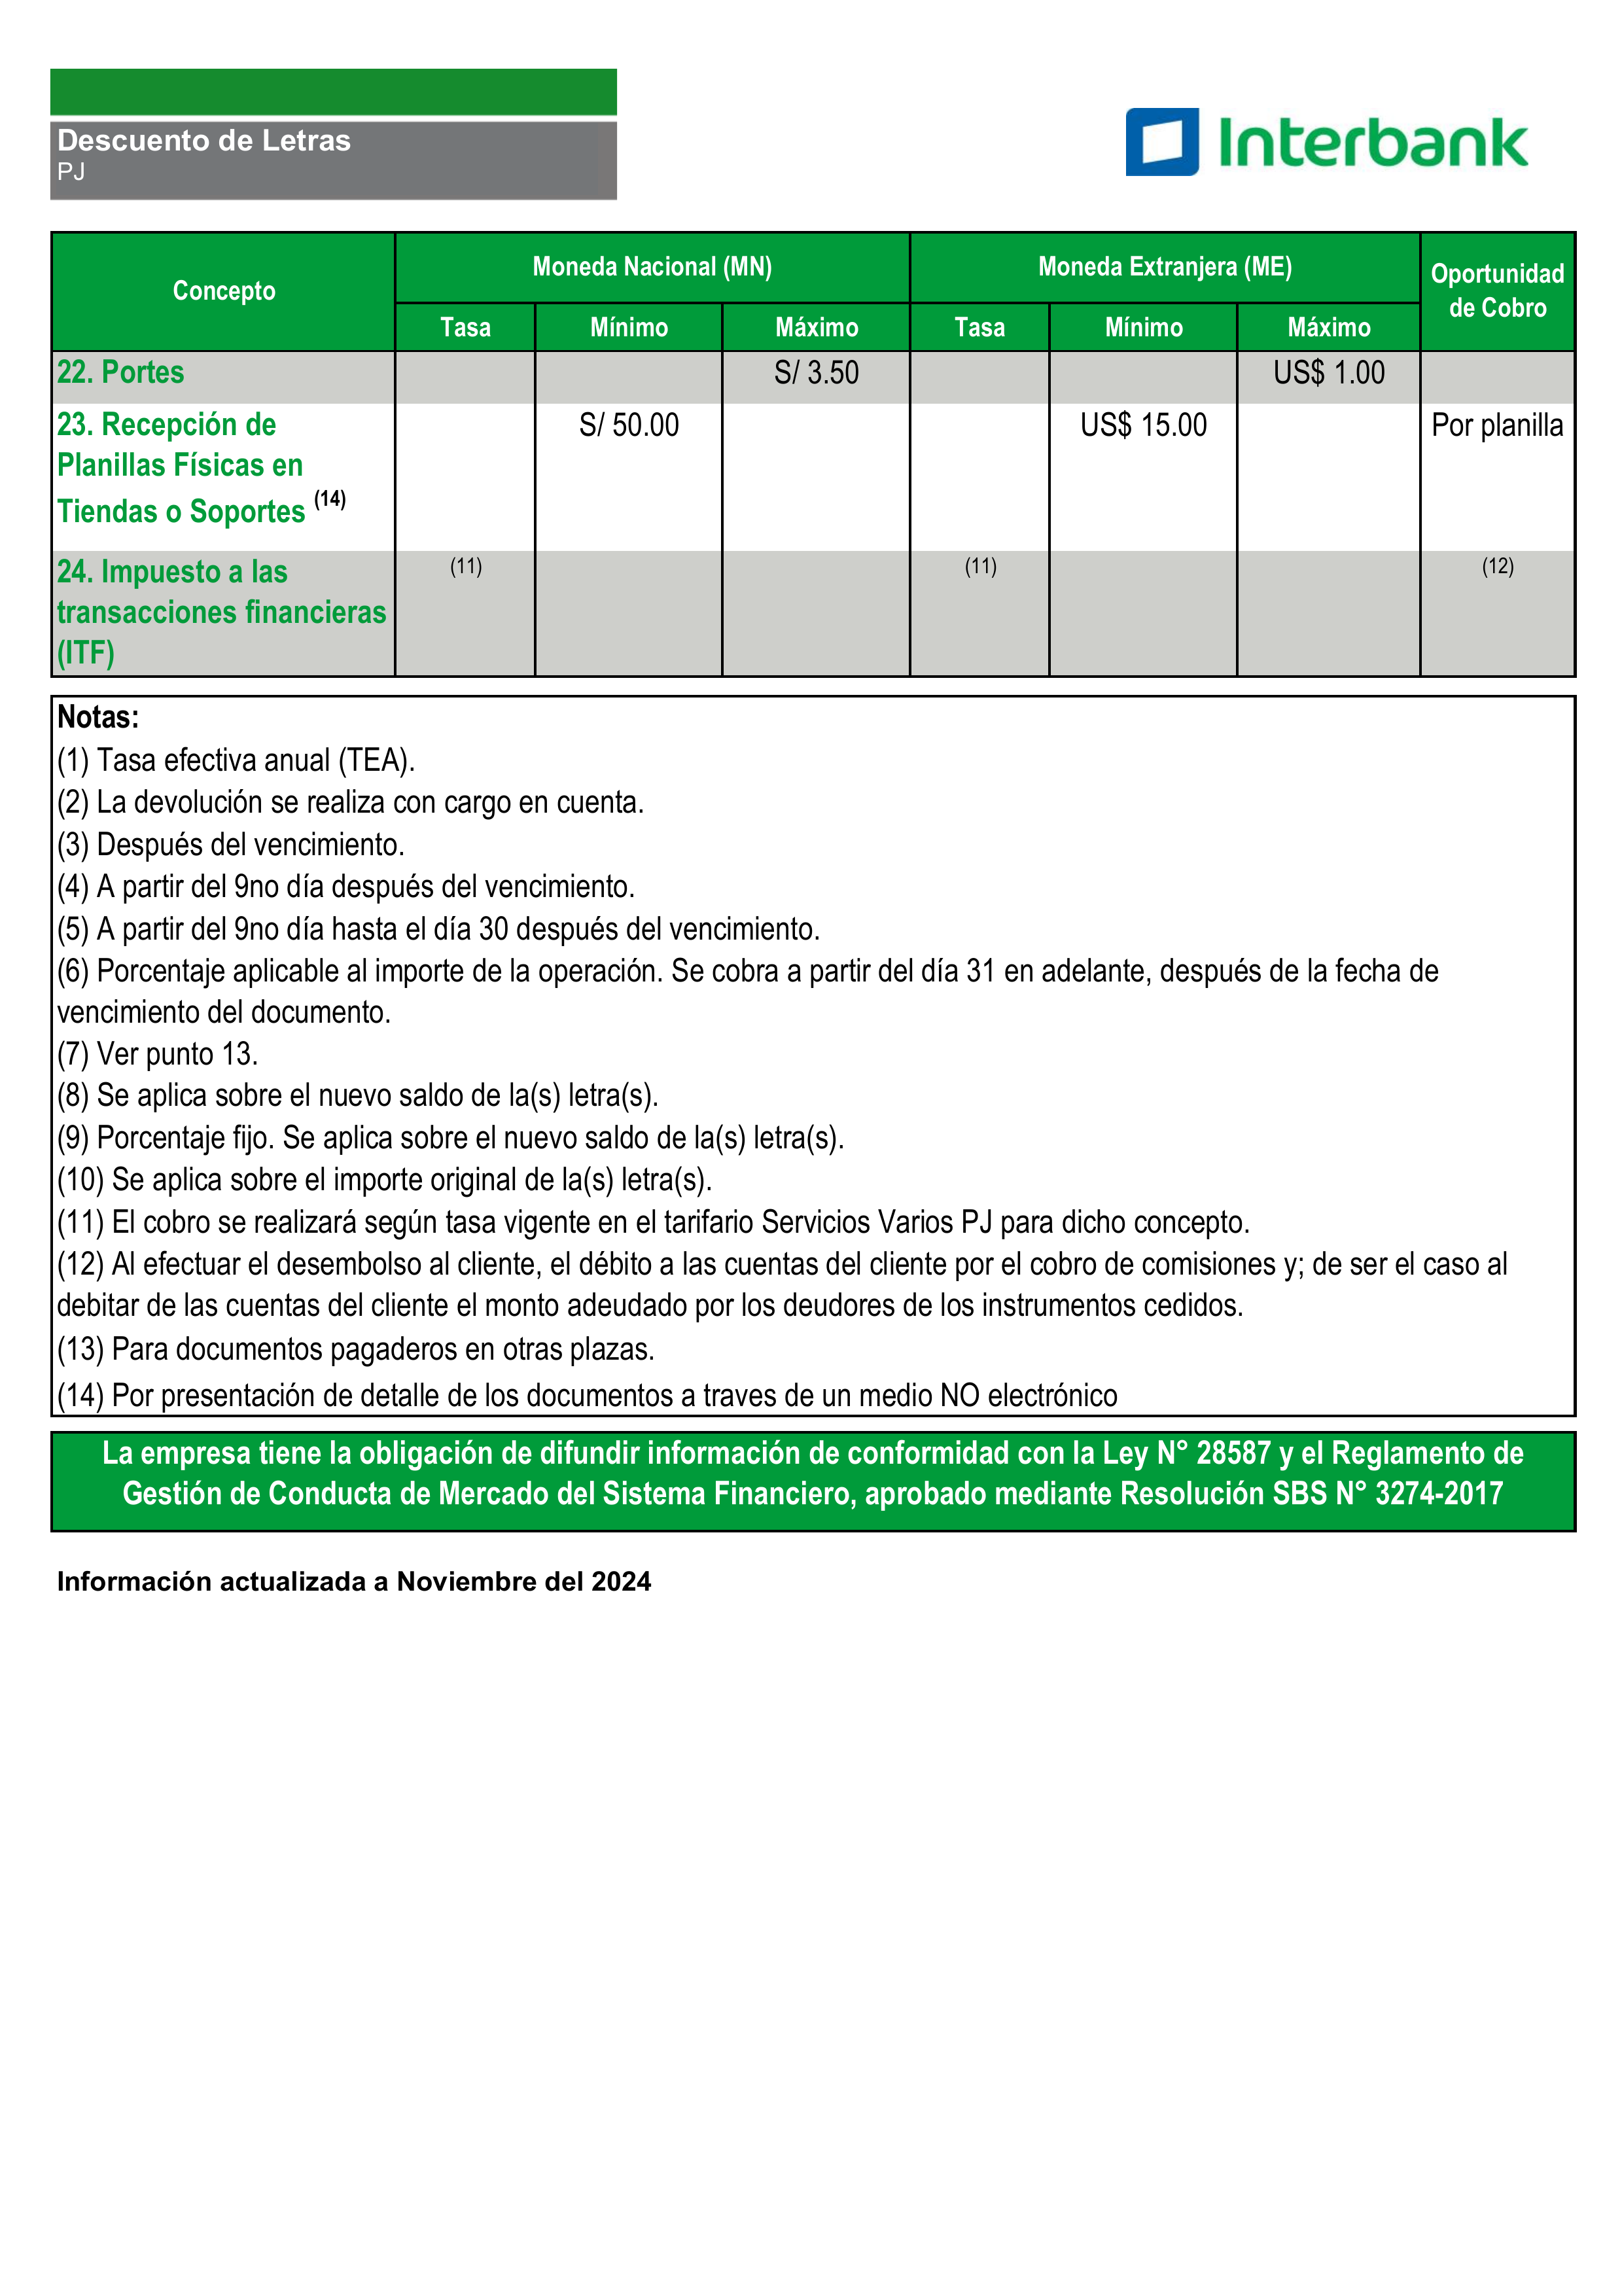 Descuento de Letras
PJ
Interbank
Concepto
Moneda Nacional (MN)
Moneda Extranjera (ME)
Oportunidad
de Cobro
Tasa
Mínimo
Máximo
Tasa
Mínimo
Máximo
22. Portes
S/ 3.50
US$ 1.00
23. Recepción de
Planillas Físicas en
Tiendas o Soportes (14)
S/ 50.00
US$ 15.00
Por planilla
24. Impuesto a las
transacciones financieras
(ITF)
(11)
(11)
(12)
Notas:
(1) Tasa efectiva anual (TEA).
(2) La devolución se realiza con cargo en cuenta.
(3) Después del vencimiento.
(4) A partir del 9no día después del vencimiento.
(5) A partir del 9no día hasta el día 30 después del vencimiento.
(6) Porcentaje aplicable al importe de la operación. Se cobra a partir del día 31 en adelante, después de la fecha de
vencimiento del documento.
(7) Ver punto 13.
(8) Se aplica sobre el nuevo saldo de la(s) letra(s).
(9) Porcentaje fijo. Se aplica sobre el nuevo saldo de la(s) letra(s).
(10) Se aplica sobre el importe original de la(s) letra(s).
(11) El cobro se realizará según tasa vigente en el tarifario Servicios Varios PJ para dicho concepto.
(12) Al efectuar el desembolso al cliente, el débito a las cuentas del cliente por el cobro de comisiones y; de ser el caso al
debitar de las cuentas del cliente el monto adeudado por los deudores de los instrumentos cedidos.
(13) Para documentos pagaderos en otras plazas.
(14) Por presentación de detalle de los documentos a traves de un medio NO electrónico
La empresa tiene la obligación de difundir información de conformidad con la Ley N° 28587 y el Reglamento de
Gestión de Conducta de Mercado del Sistema Financiero, aprobado mediante Resolución SBS N° 3274-2017
Información actualizada a Noviembre del 2024